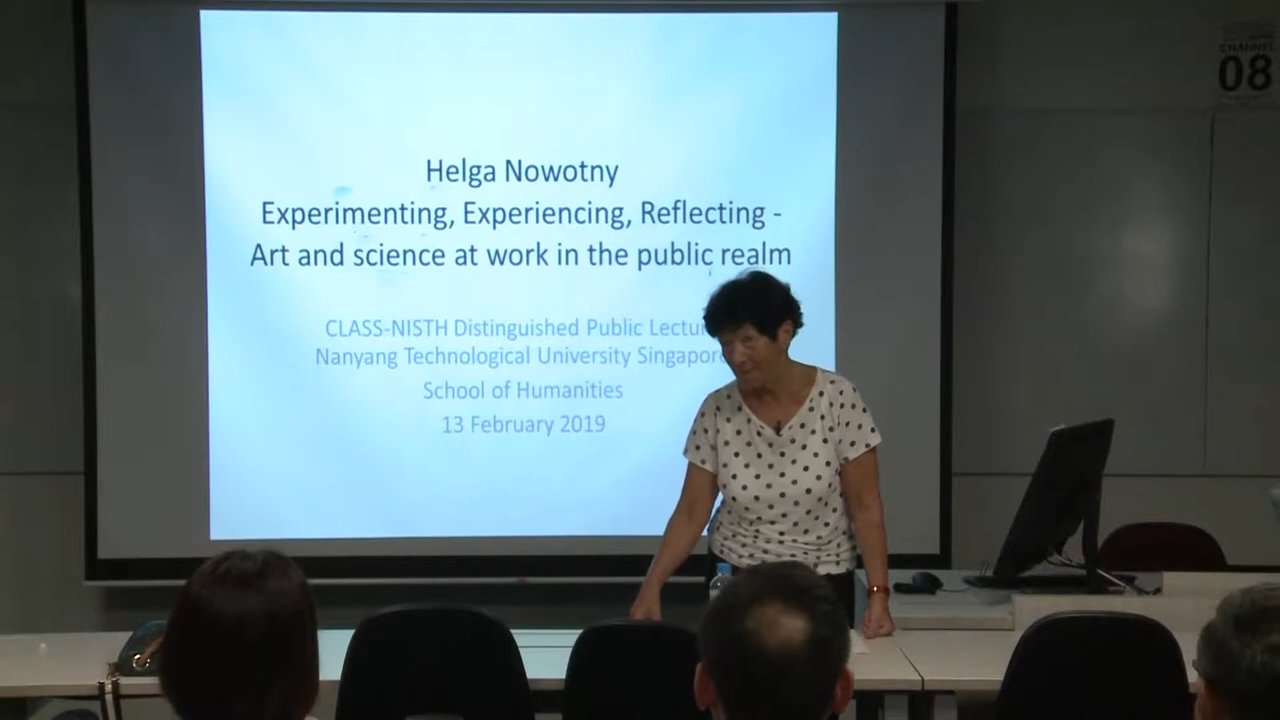 Helga Nowotny
Experimenting, Experiencing, Reflecting -
Art and science at work in the public realm
CLASS-NISTH Distinguished Public Lectur
Nanyang Technological University Singapor
School of Humanities
13 February 2019
CHANNEL
08